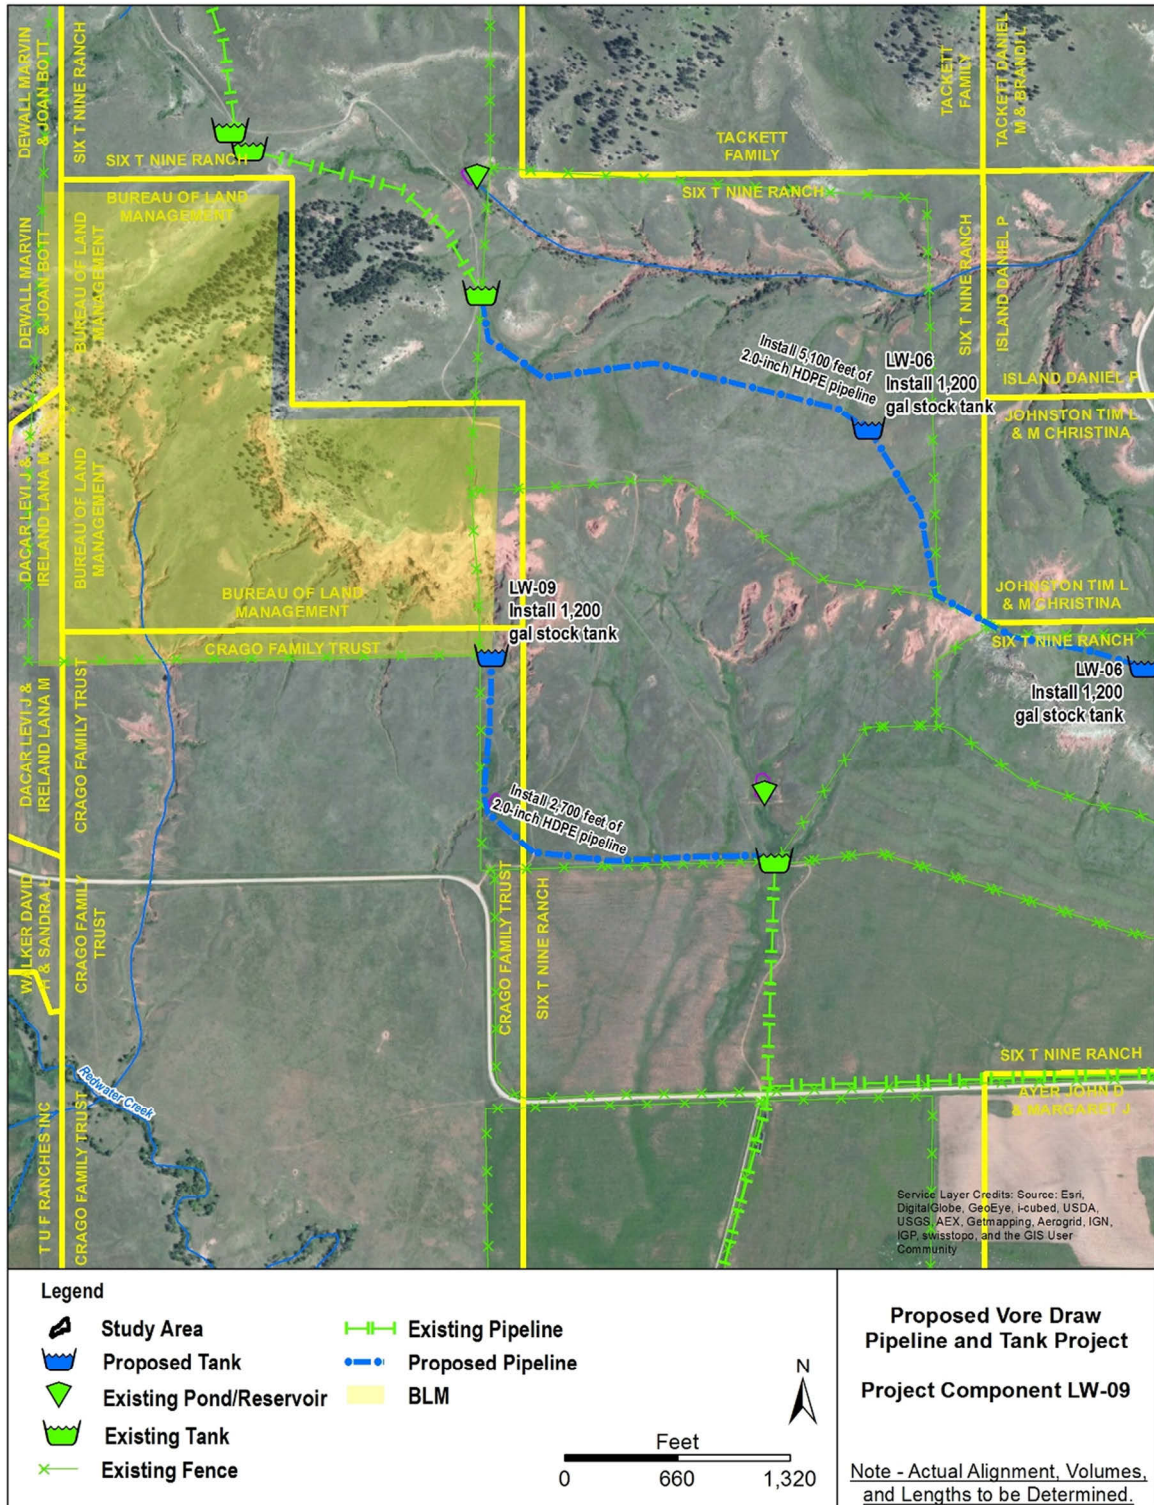 DEWALL MARVIN
& JOAN BOTT
SIX T NINE RANCH
TACKETT
FAMILY
TACKETT DANIEL
M & BRANDI L
TACKETT
FAMILY
SIX T NINE RANCH
SIX T NINE RANCH
BUREAU OF LAND
MANAGEMENT
DEWALL MARVIN
& JOAN BOTT
BUREAU OF LAND
MANAGEMENT
SIX T NINE RANCH
ISLAND DANIEL P
Install 5,100 feet of
2.0-inch HDPE pipeline
LW-06
Install 1,200
gal stock tank
ISLAND DANIEL P
JOHNSTON TIM L
& M CHRISTINA
DACAR LEVI J &
IRELAND LANA M
BUREAU OF LAND
MANAGEMENT
BUREAU OF LAND
MANAGEMENT
LW-09
Install 1,200
gal stock tank
JOHNSTON TIM L
& M CHRISTINA
CRAGO FAMILY TRUST
SIX T NINE RANCH
LW-06
Install 1,200
gal stock tank
DACAR LEVI J &
IRELAND LANA M
CRAGO FAMILY TRUST
Install 2,700 feet of
2.0-inch HDPE pipeline
WALKER DAVID
H & SANDRA L
CRAGO FAMILY
TRUST
CRAGO FAMILY TRUST
SIX T NINE RANCH
SIX T NINE RANCH
AYER JOHN D
& MARGARET J
Redwater Creek
T U F RANCHES INC
CRAGO FAMILY TRUST
Service Layer Credits: Source: Esri,
DigitalGlobe, GeoEye, i-cubed, USDA,
USGS, AEX, Getmapping, Aerogrid, IGN,
IGP, swisstopo, and the GIS User
Community
Legend
Study Area
Proposed Tank
Existing Pond/Reservoir
Existing Tank
Existing Fence
Existing Pipeline
Proposed Pipeline
BLM
N
Feet
0 660 1,320
Proposed Vore Draw
Pipeline and Tank Project
Project Component LW-09
Note - Actual Alignment, Volumes,
and Lengths to be Determined.